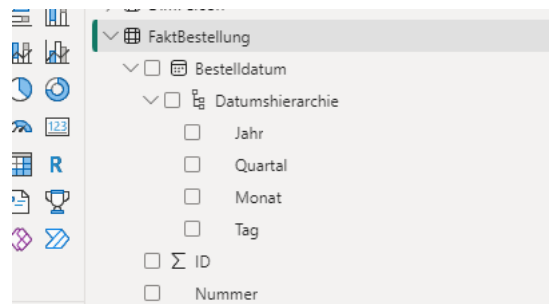 FaktBestellung
Bestelldatum
Datumshierarchie
Jahr
Quartal
123
Monat
R
Tag
Σ ID
Nummer